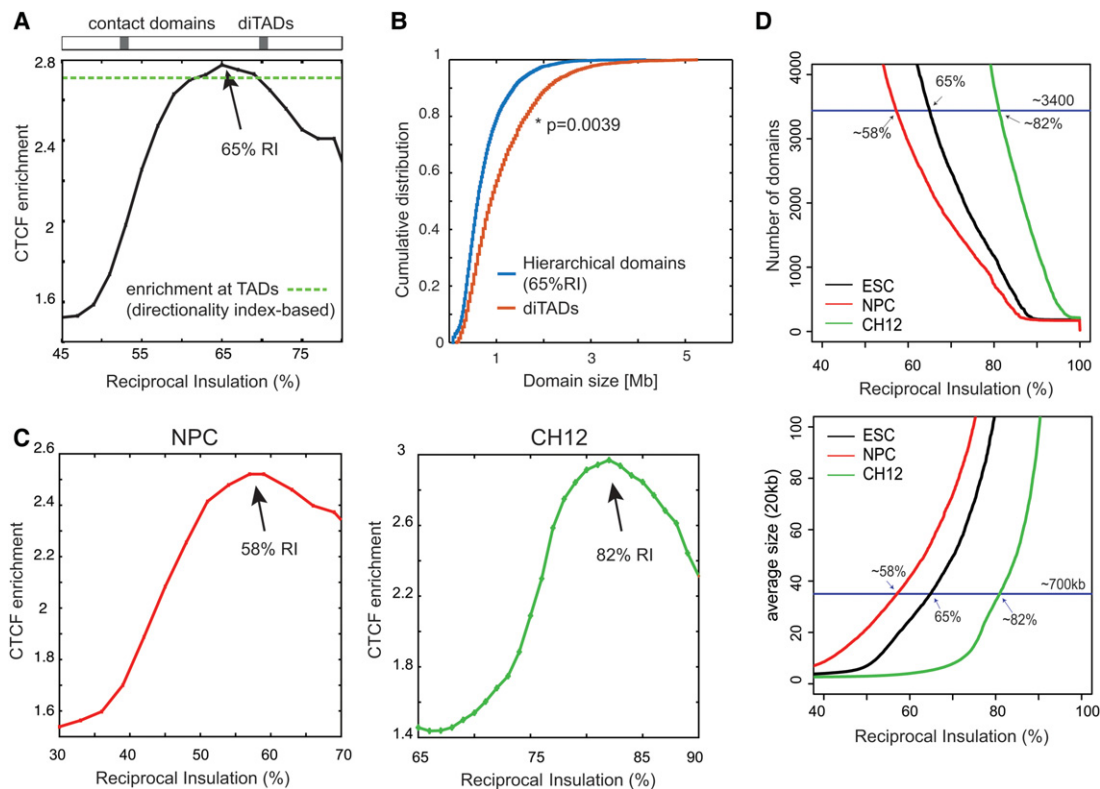 A
contact domains
diTADs
2.8
2.4
2
1.6
CTCF enrichment
65% RI
enrichment at TADs
(directionality index-based)
45
55
65
75
Reciprocal Insulation (%)
B
1
0.8
0.6
0.4
0.2
0
Cumulative distribution
* p=0.0039
Hierarchical domains
(65%RI)
diTADs
1
3
5
Domain size [Mb]
C
NPC
2.6
2.4
2.2
2
1.8
1.6
CTCF enrichment
58% RI
30
40
50
60
70
Reciprocal Insulation (%)
CH12
3
2.6
2.2
1.8
1.4
CTCF enrichment
82% RI
65
75
85
90
Reciprocal Insulation (%)
D
4000
3000
2000
1000
0
Number of domains
65%
~3400
~58%
~82%
ESC
NPC
CH12
40
60
80
100
Reciprocal Insulation (%)
100
80
60
40
20
0
average size (20kb)
ESC
NPC
CH12
~58%
~700kb
65%
~82%
40
60
80
100
Reciprocal Insulation (%)